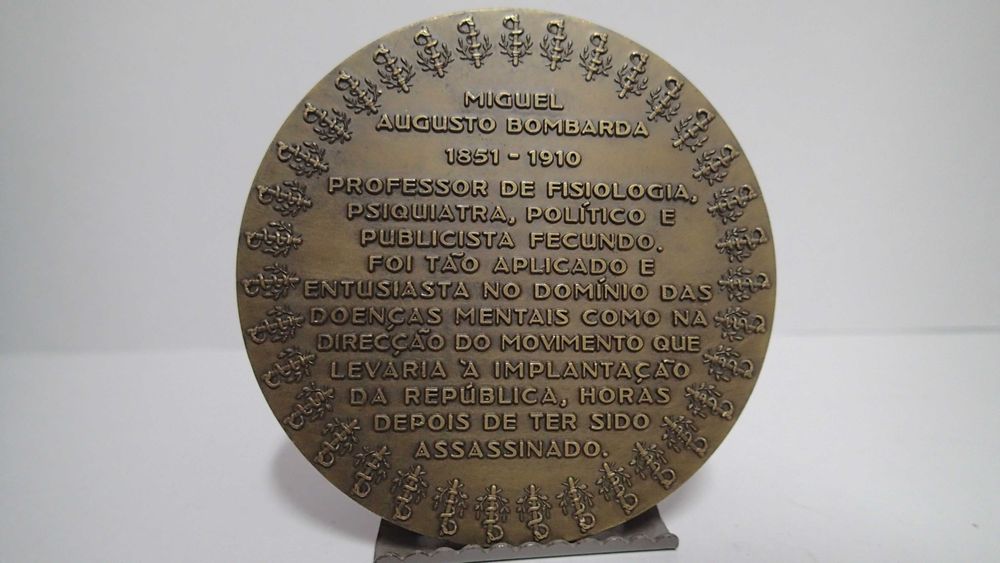 MIGUEL
AUGUSTO BOMBARDA
1851 - 1910
PROFESSOR DE FISIOLOGIA,
PSIQUIATRA, POLÍTICO E
PUBLICISTA FECUNDO.
FOI TÃO APLICADO E
ENTUSIASTA NO DOMÍNIO DAS
DOENÇAS MENTAIS COMO NA
DIRECÇÃO DO MOVIMENTO QUE
LEVARIA À IMPLANTAÇÃO
DA REPÚBLICA, HORAS
DEPOIS DE TER SIDO
ASSASSINADO.